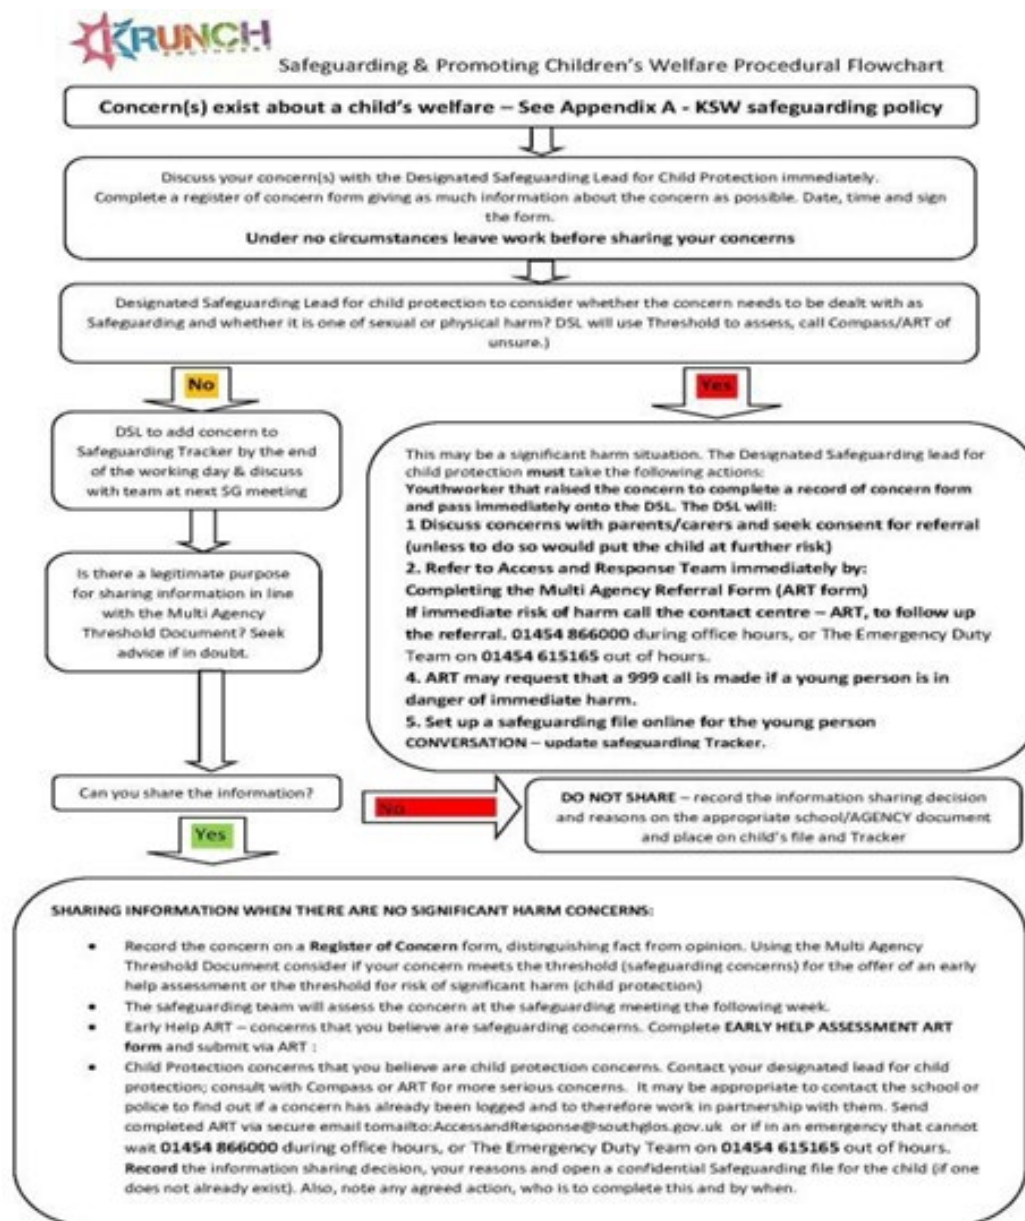 KRUNCH
SOUTHWEST
Safeguarding & Promoting Children's Welfare Procedural Flowchart
Concern(s) exist about a child's welfare – See Appendix A - KSW safeguarding policy
Discuss your concern(s) with the Designated Safeguarding Lead for Child Protection immediately.
Complete a register of concern form giving as much information about the concern as possible. Date, time and sign
the form.
Under no circumstances leave work before sharing your concerns
Designated Safeguarding Lead for child protection to consider whether the concern needs to be dealt with as
Safeguarding and whether it is one of sexual or physical harm? DSL will use Threshold to assess, call Compass/ART of
unsure.)
No
Yes
DSL to add concern to
Safeguarding Tracker by the end
of the working day & discuss
with team at next SG meeting
Is there a legitimate purpose
for sharing information in line
with the Multi Agency
Threshold Document? Seek
advice if in doubt.
This may be a significant harm situation. The Designated Safeguarding lead for
child protection must take the following actions:
Youthworker that raised the concern to complete a record of concern form
and pass immediately onto the DSL. The DSL will:
1 Discuss concerns with parents/carers and seek consent for referral
(unless to do so would put the child at further risk)
2. Refer to Access and Response Team immediately by:
Completing the Multi Agency Referral Form (ART form)
If immediate risk of harm call the contact centre – ART, to follow up
the referral. 01454 866000 during office hours, or The Emergency Duty
Team on 01454 615165 out of hours.
4. ART may request that a 999 call is made if a young person is in
danger of immediate harm.
5. Set up a safeguarding file online for the young person
CONVERSATION – update safeguarding Tracker.
Can you share the information?
No
DO NOT SHARE – record the information sharing decision
and reasons on the appropriate school/AGENCY document
and place on child's file and Tracker
Yes
SHARING INFORMATION WHEN THERE ARE NO SIGNIFICANT HARM CONCERNS:
• Record the concern on a Register of Concern form, distinguishing fact from opinion. Using the Multi Agency
Threshold Document consider if your concern meets the threshold (safeguarding concerns) for the offer of an early
help assessment or the threshold for risk of significant harm (child protection)
• The safeguarding team will assess the concern at the safeguarding meeting the following week.
• Early Help ART – concerns that you believe are safeguarding concerns. Complete EARLY HELP ASSESSMENT ART
form and submit via ART :
• Child Protection concerns that you believe are child protection concerns. Contact your designated lead for child
protection; consult with Compass or ART for more serious concerns. It may be appropriate to contact the school or
police to find out if a concern has already been logged and to therefore work in partnership with them. Send
completed ART via secure email tomailto:AccessandResponse@southglos.gov.uk or if in an emergency that cannot
wait 01454 866000 during office hours, or The Emergency Duty Team on 01454 615165 out of hours.
Record the information sharing decision, your reasons and open a confidential Safeguarding file for the child (if one
does not already exist). Also, note any agreed action, who is to complete this and by when.